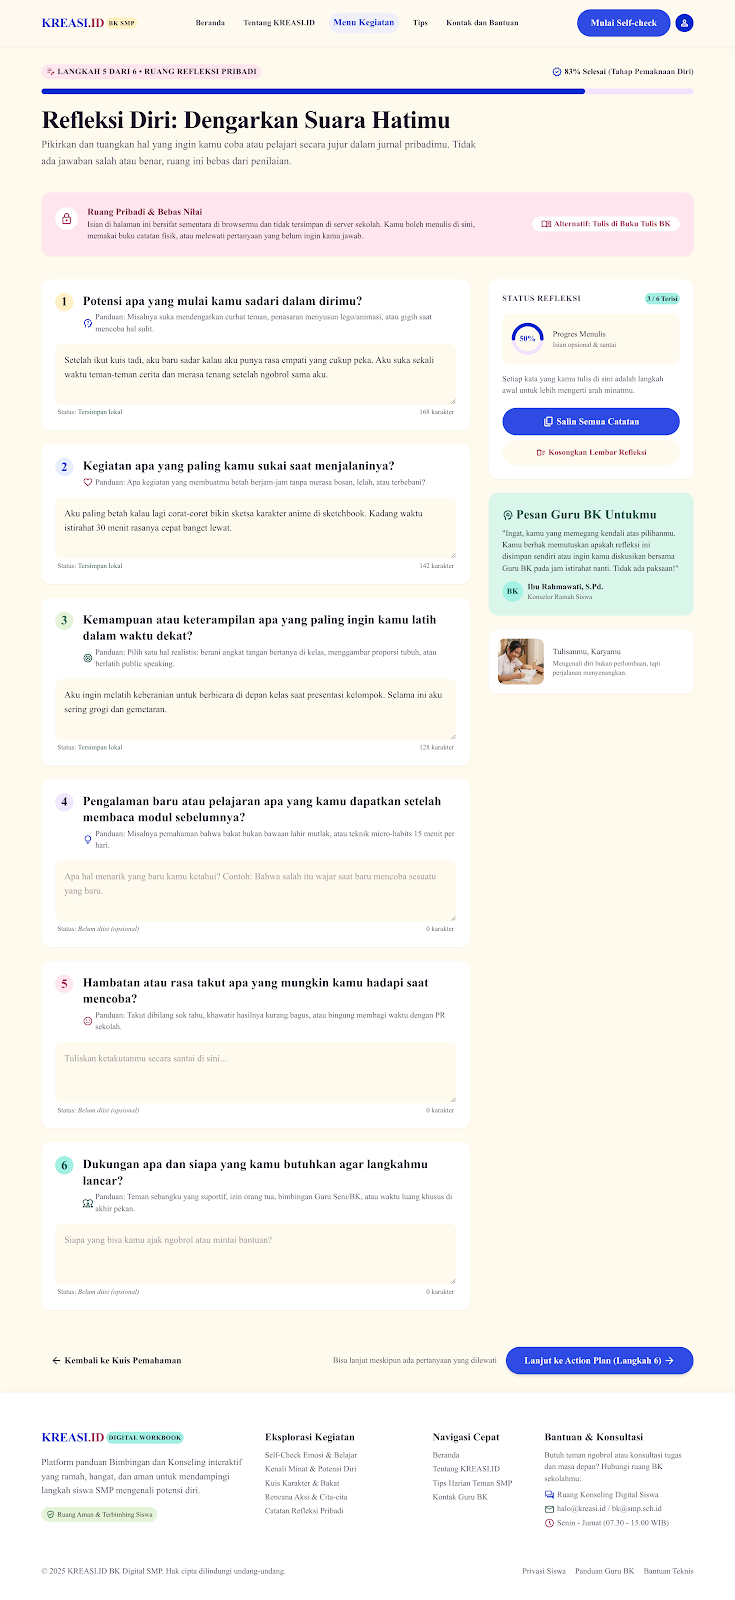 KREASI.ID BK SMP
Beranda
Tentang KREASI.ID
Menu Kegiatan
Tips
Kontak dan Bantuan
Mulai Self-check
LANGKAH 5 DARI 6 • RUANG REFLEKSI PRIBADI
83% Selesai (Tahap Pemaknaan Diri)
Refleksi Diri: Dengarkan Suara Hatimu
Pikirkan dan tuangkan hal yang ingin kamu coba atau pelajari secara jujur dalam jurnal pribadimu. Tidak
ada jawaban salah atau benar, ruang ini bebas dari penilaian.
Ruang Pribadi & Bebas Nilai
Isian di halaman ini bersifat sementara di browsermu dan tidak tersimpan di server sekolah. Kamu boleh menulis di sini,
memakai buku catatan fisik, atau melewati pertanyaan yang belum ingin kamu jawab.
Alternatif: Tulis di Buku Tulis BK
1
Potensi apa yang mulai kamu sadari dalam dirimu?
Panduan: Misalnya suka mendengarkan curhat teman, penasaran menyusun lego/animasi, atau gigih saat
mencoba hal sulit.
Setelah ikut kuis tadi, aku baru sadar kalau aku punya rasa empati yang cukup peka. Aku suka sekali
waktu teman-teman cerita dan merasa tenang setelah ngobrol sama aku.
Status: Tersimpan lokal
168 karakter
2
Kegiatan apa yang paling kamu sukai saat menjalaninya?
Panduan: Apa kegiatan yang membuatmu betah berjam-jam tanpa merasa bosan, lelah, atau terbebani?
Aku paling betah kalau lagi corat-coret bikin sketsa karakter anime di sketchbook. Kadang waktu
istirahat 30 menit rasanya cepat banget lewat.
Status: Tersimpan lokal
142 karakter
3
Kemampuan atau keterampilan apa yang paling ingin kamu latih
dalam waktu dekat?
Panduan: Pilih satu hal realistis: berani angkat tangan bertanya di kelas, menggambar proporsi tubuh, atau
berlatih public speaking.
Aku ingin melatih keberanian untuk berbicara di depan kelas saat presentasi kelompok. Selama ini aku
sering grogi dan gemetaran.
Status: Tersimpan lokal
128 karakter
4
Pengalaman baru atau pelajaran apa yang kamu dapatkan setelah
membaca modul sebelumnya?
Panduan: Misalnya pemahaman bahwa bakat bukan bawaan lahir mutlak, atau teknik micro-habits 15 menit per
hari.
Apa hal menarik yang baru kamu ketahui? Contoh: Bahwa salah itu wajar saat baru mencoba sesuatu
yang baru.
Status: Belum diisi (opsional)
0 karakter
5
Hambatan atau rasa takut apa yang mungkin kamu hadapi saat
mencoba?
Panduan: Takut dibilang sok tahu, khawatir hasilnya kurang bagus, atau bingung membagi waktu dengan PR
sekolah.
Tuliskan ketakutanmu secara santai di sini...
Status: Belum diisi (opsional)
0 karakter
6
Dukungan apa dan siapa yang kamu butuhkan agar langkahmu
lancar?
Panduan: Teman sebangku yang suportif, izin orang tua, bimbingan Guru Seni/BK, atau waktu luang khusus di
akhir pekan.
Siapa yang bisa kamu ajak ngobrol atau mintai bantuan?
Status: Belum diisi (opsional)
0 karakter
STATUS REFLEKSI
3 / 6 Terisi
50%
Progres Menulis
Isian opsional & santai
Setiap kata yang kamu tulis di sini adalah langkah
awal untuk lebih mengerti arah minatmu.
Salin Semua Catatan
Kosongkan Lembar Refleksi
Pesan Guru BK Untukmu
"Ingat, kamu yang memegang kendali atas pilihanmu.
Kamu berhak memutuskan apakah refleksi ini
disimpan sendiri atau ingin kamu diskusikan bersama
Guru BK pada jam istirahat nanti. Tidak ada paksaan!"
BK
Ibu Rahmawati, S.Pd.
Konselor Ramah Siswa
Tulisanmu, Karyamu
Mengenali diri bukan perlombaan, tapi
perjalanan menyenangkan.
Kembali ke Kuis Pemahaman
Bisa lanjut meskipun ada pertanyaan yang dilewati
Lanjut ke Action Plan (Langkah 6)
KREASI.ID DIGITAL WORKBOOK
Platform panduan Bimbingan dan Konseling interaktif
yang ramah, hangat, dan aman untuk mendampingi
langkah siswa SMP mengenali potensi diri.
Ruang Aman & Terbimbing Siswa
Eksplorasi Kegiatan
Self-Check Emosi & Belajar
Kenali Minat & Potensi Diri
Kuis Karakter & Bakat
Rencana Aksi & Cita-cita
Catatan Refleksi Pribadi
Navigasi Cepat
Beranda
Tentang KREASI.ID
Tips Harian Teman SMP
Kontak Guru BK
Bantuan & Konsultasi
Butuh teman ngobrol atau konsultasi tugas
dan masa depan? Hubungi ruang BK
sekolahmu:
Ruang Konseling Digital Siswa
halo@kreasi.id / bk@smp.sch.id
Senin - Jumat (07.30 - 15.00 WIB)
© 2025 KREASI.ID BK Digital SMP. Hak cipta dilindungi undang-undang.
Privasi Siswa
Panduan Guru BK
Bantuan Teknis